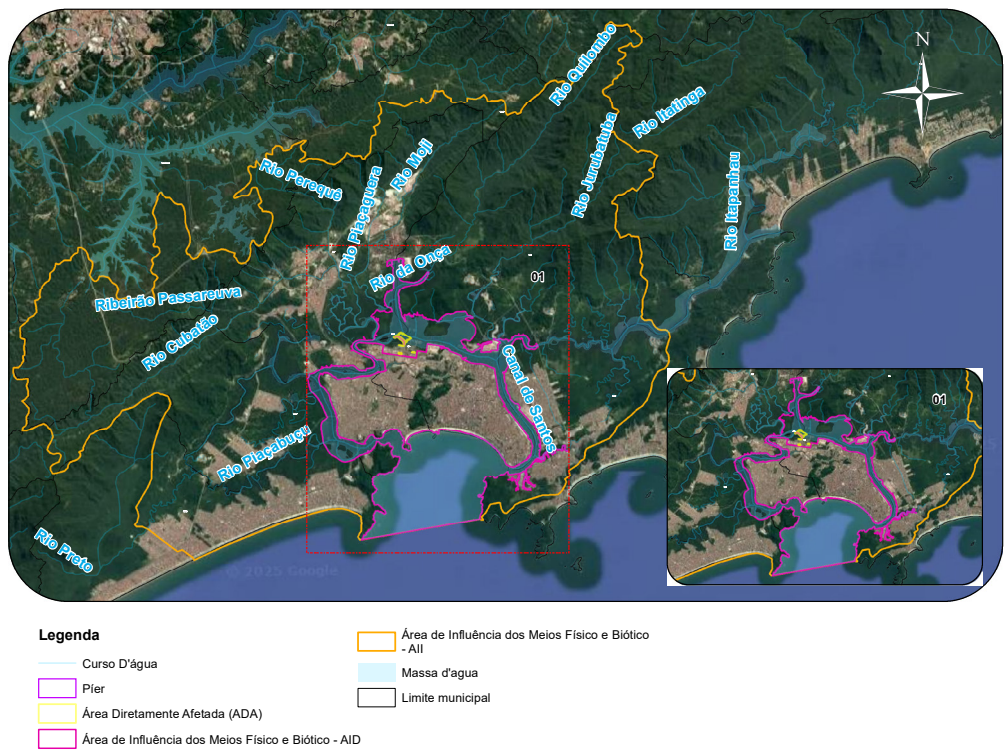 Rio Quilombo
N
Rio Itatinga
Rio Moji
Rio Perequê
Rio Jurubatuba
Rio Piaçaguera
Rio Itapanhau
Rio da Onça
01
Ribeirão Passareuva
Rio Cubatão
Canal de Santos
01
Rio Piaçabuçu
Rio Preto
© 2025 Google
Legenda
Curso D'água
Píer
Área Diretamente Afetada (ADA)
Área de Influência dos Meios Físico e Biótico - AID
Área de Influência dos Meios Físico e Biótico
- AII
Massa d'agua
Limite municipal